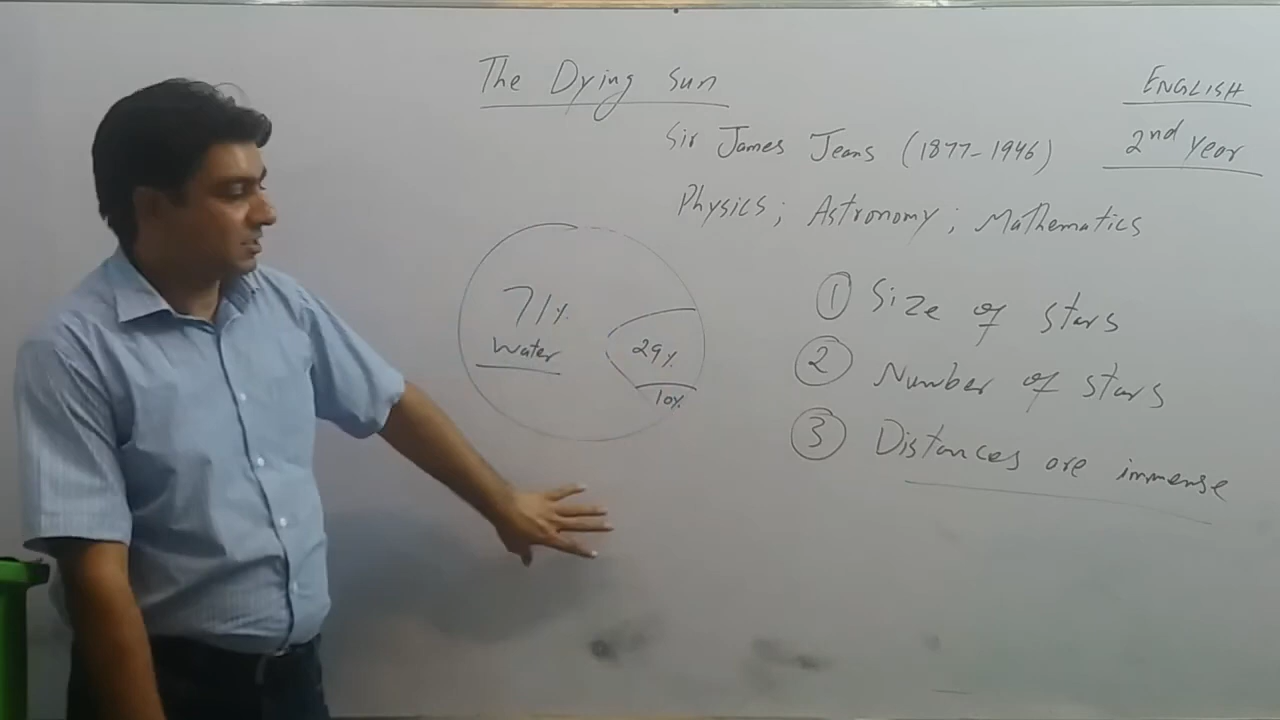 The Dying Sun
ENGLISH
2nd Year
Sir James Jeans (1877-1946)
Physics; Astronomy; Mathematics
71%
Water
29%
10%
① Size of stars
② Number of stars
③ Distances are immense